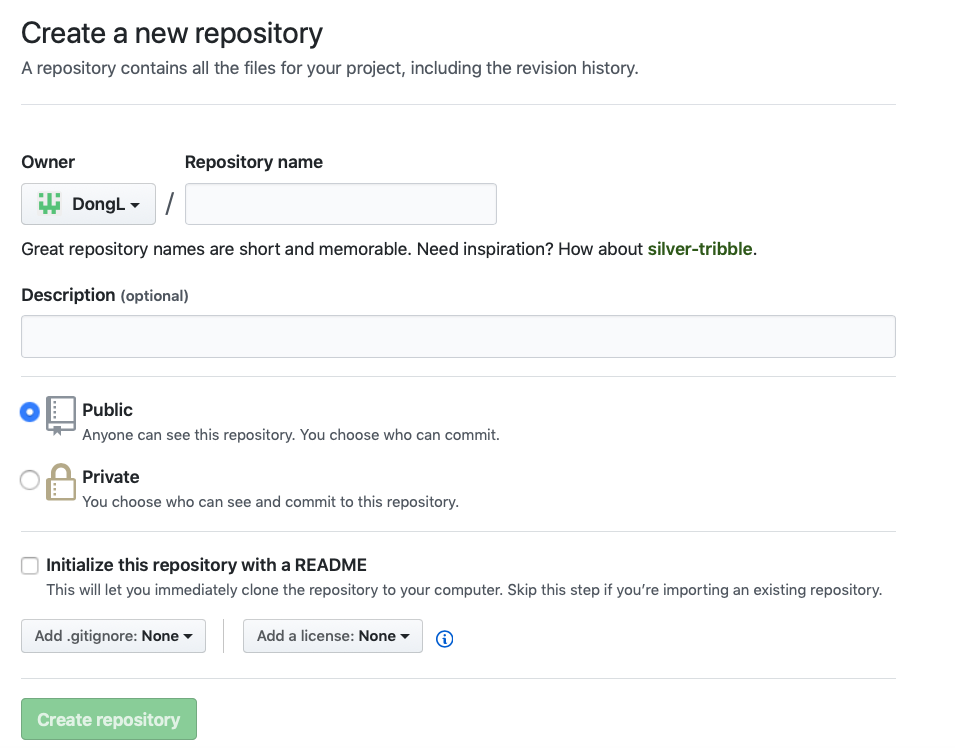 Create a new repository
A repository contains all the files for your project, including the revision history.
Owner Repository name
DongL /
Great repository names are short and memorable. Need inspiration? How about silver-tribble.
Description (optional)
Public
Anyone can see this repository. You choose who can commit.
Private
You choose who can see and commit to this repository.
Initialize this repository with a README
This will let you immediately clone the repository to your computer. Skip this step if you’re importing an existing repository.
Add .gitignore: None Add a license: None
Create repository